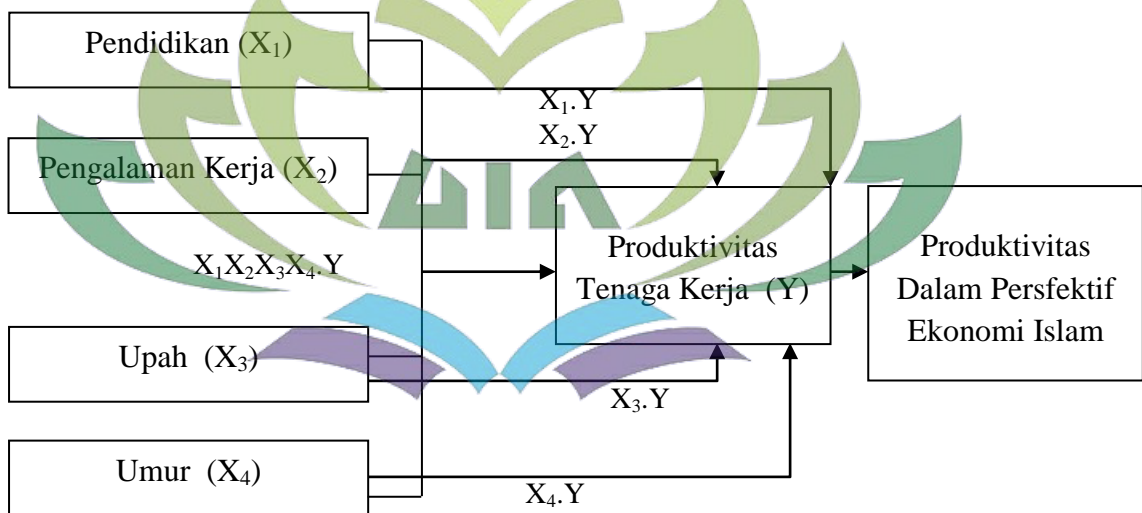 Pendidikan (X₁)
X₁.Y
X₂.Y
Pengalaman Kerja (X₂)
UIN
X₁X₂X₃X₄.Y
Produktivitas
Tenaga Kerja (Y)
Produktivitas
Dalam Persfektif
Ekonomi Islam
Upah (X₃)
X₃.Y
Umur (X₄)
X₄.Y